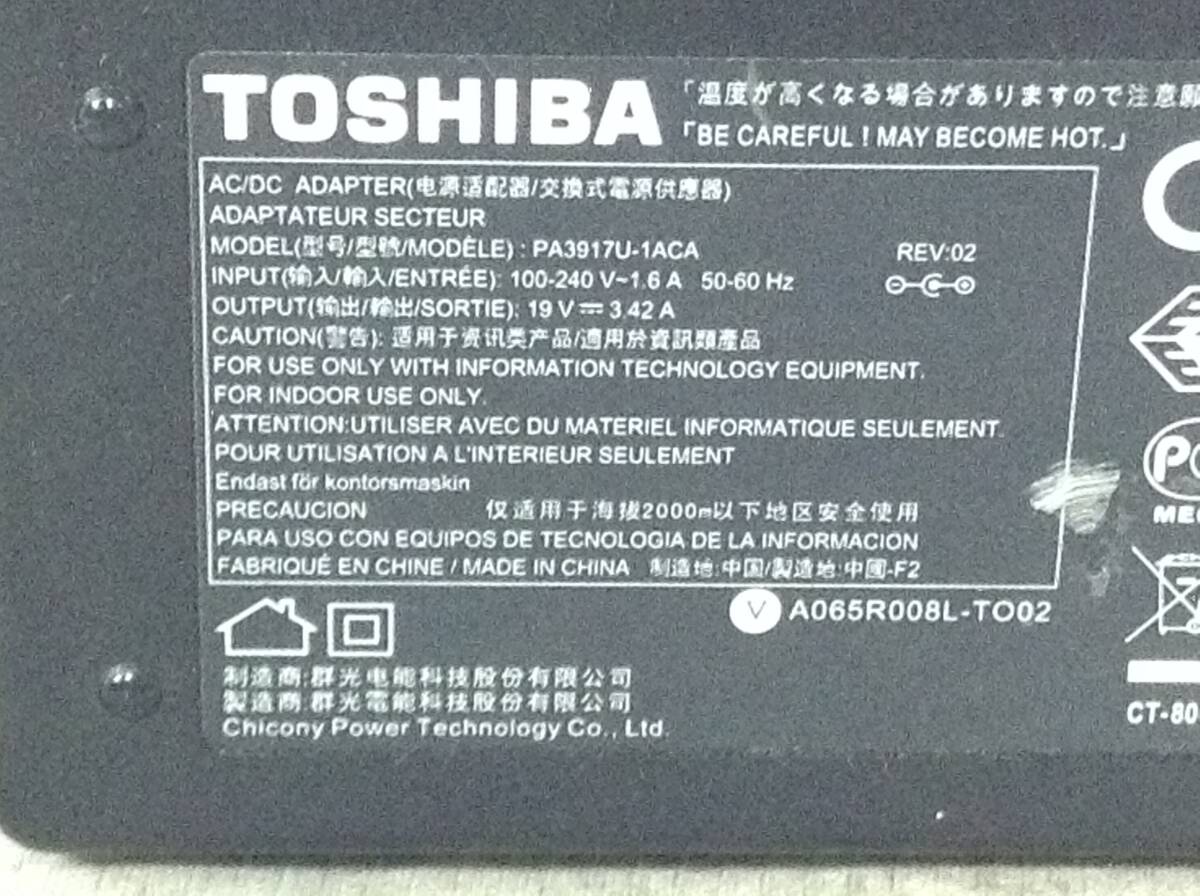 TOSHIBA
「温度が高くなる場合がありますので注意願
「BE CAREFUL ! MAY BECOME HOT.」
AC/DC ADAPTER(电源适配器/交換式電源供應器)
ADAPTATEUR SECTEUR
MODEL(型号/型號/MODÈLE) : PA3917U-1ACA REV:02
INPUT(输入/輸入/ENTRÉE): 100-240 V~1.6 A 50-60 Hz
OUTPUT(输出/輸出/SORTIE): 19 V⎓ 3.42 A
CAUTION(警告): 适用于资讯类产品/適用於資訊類產品
FOR USE ONLY WITH INFORMATION TECHNOLOGY EQUIPMENT.
FOR INDOOR USE ONLY.
ATTENTION:UTILISER AVEC DU MATERIEL INFORMATIQUE SEULEMENT.
POUR UTILISATION A L'INTERIEUR SEULEMENT
Endast för kontorsmaskin
PRECAUCION 仅适用于海拔2000m以下地区安全使用
PARA USO CON EQUIPOS DE TECNOLOGIA DE LA INFORMACION
FABRIQUÉ EN CHINE / MADE IN CHINA 制造地:中国/製造地:中國-F2
V A065R008L-TO02
制造商:群光电能科技股份有限公司
製造商:群光電能科技股份有限公司
Chicony Power Technology Co., Ltd.
CT-80